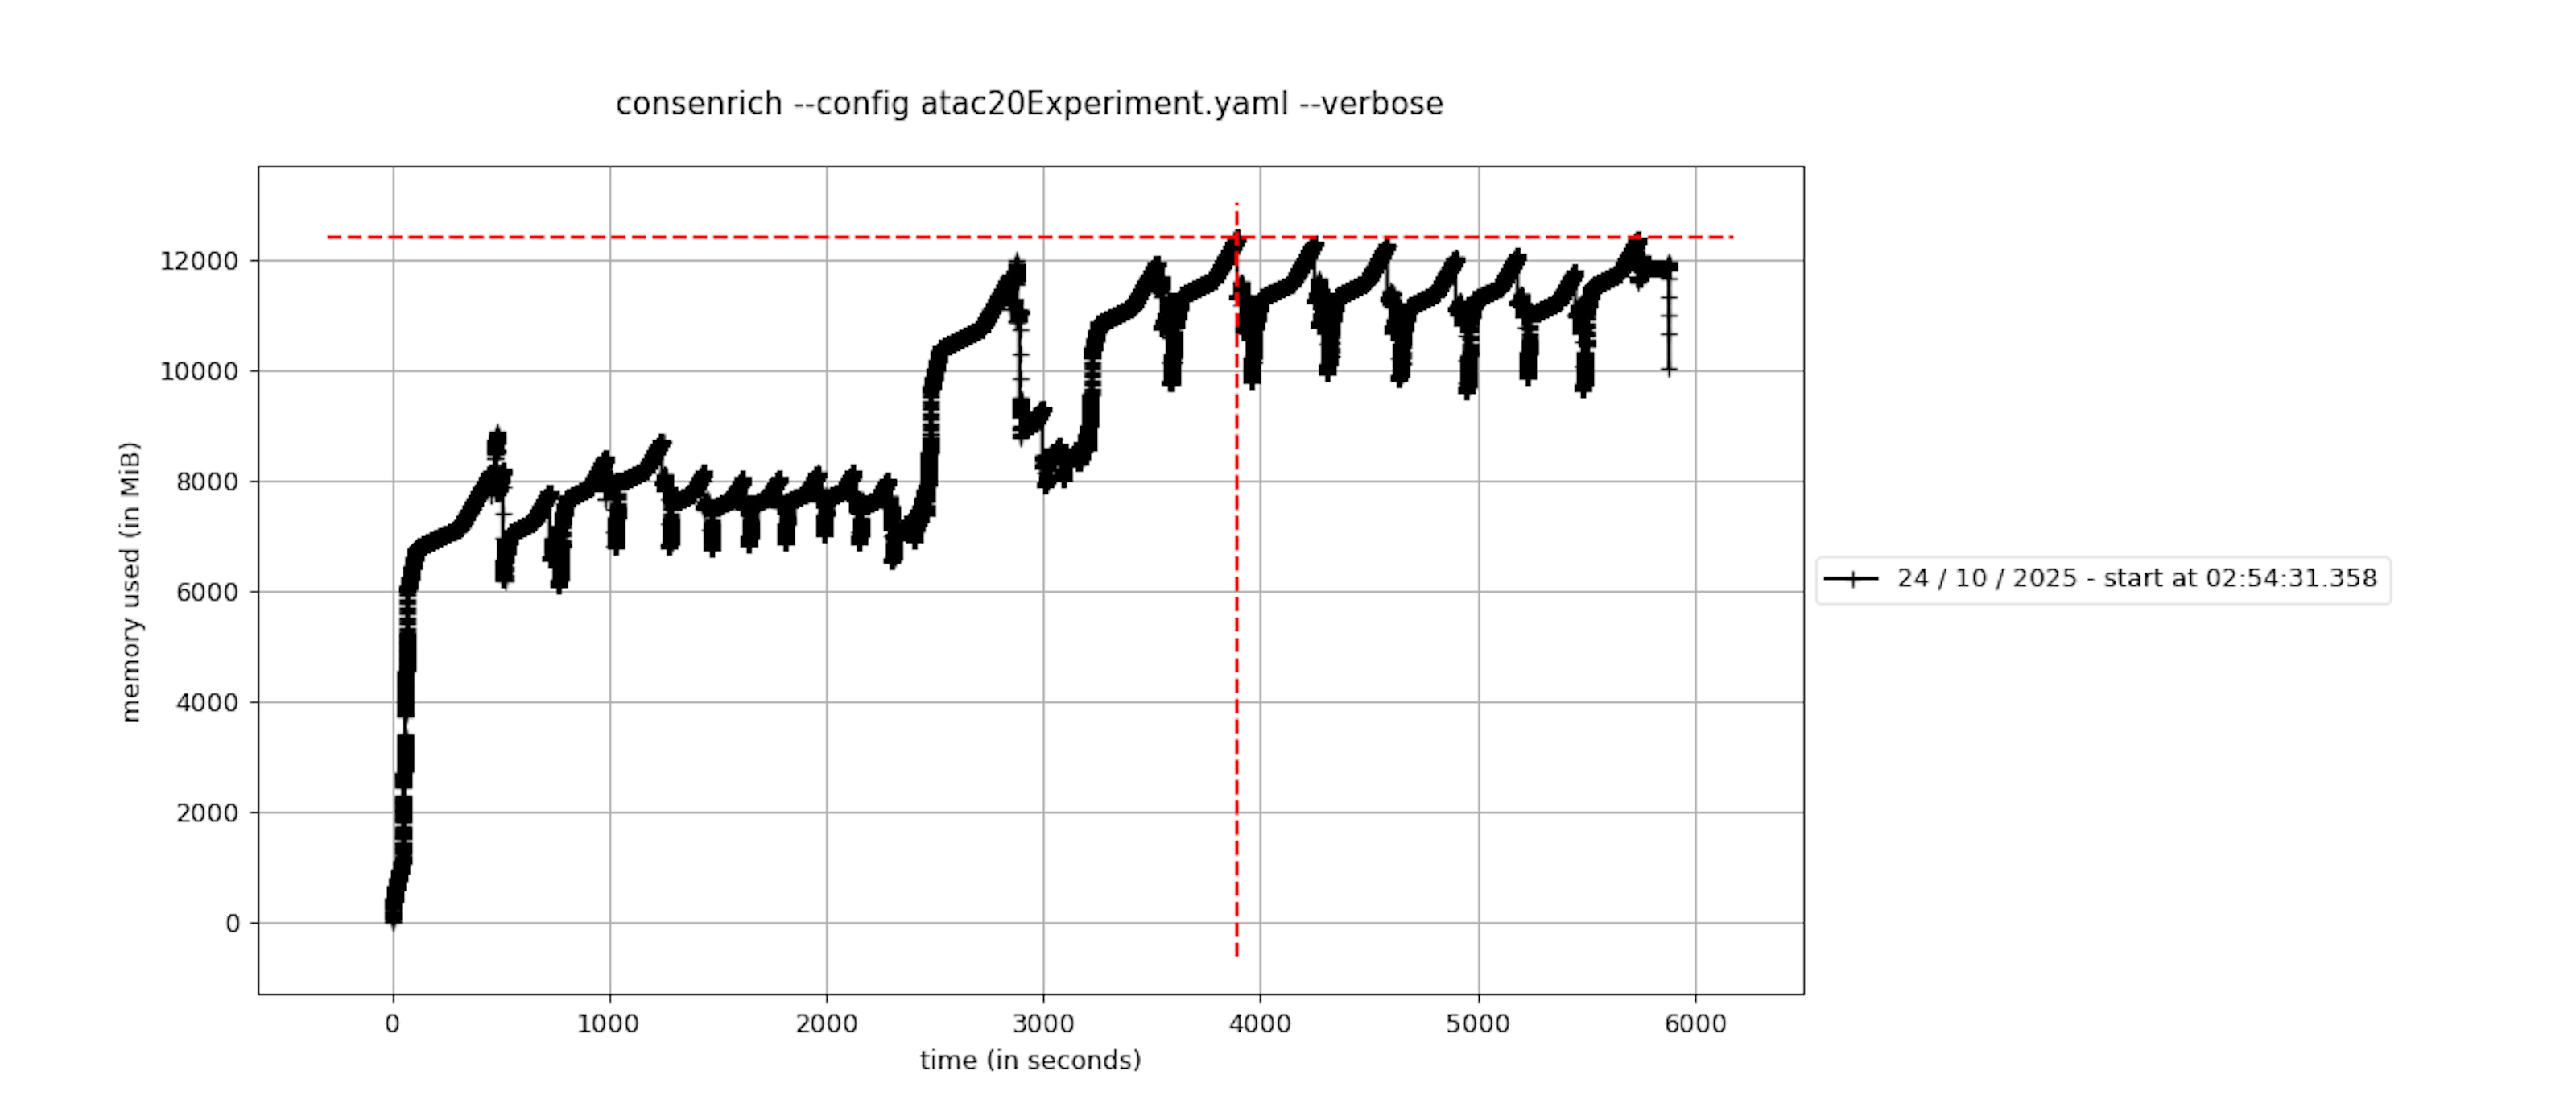 consenrich --config atac20Experiment.yaml --verbose
memory used (in MiB)
12000
10000
8000
6000
4000
2000
0
0 1000 2000 3000 4000 5000 6000
time (in seconds)
24 / 10 / 2025 - start at 02:54:31.358